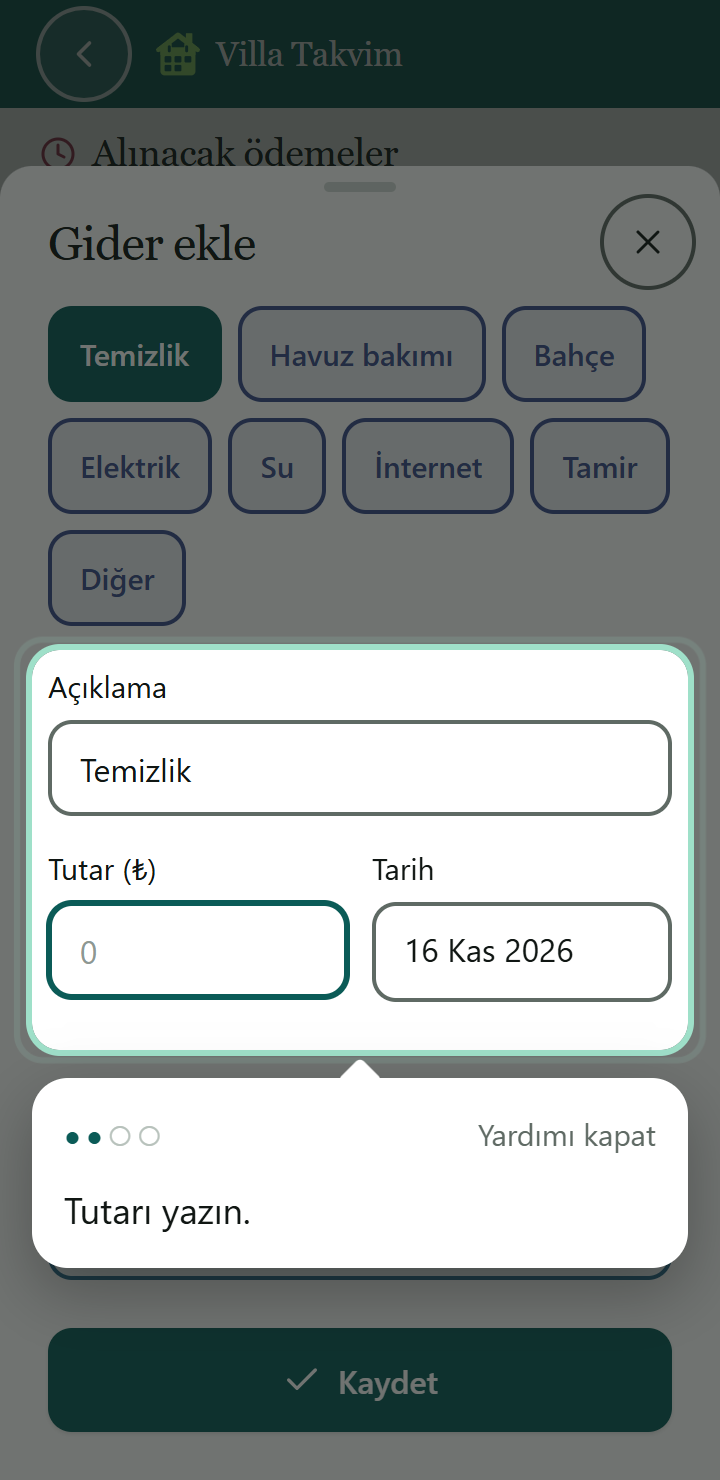 Villa Takvim
Alınacak ödemeler
Gider ekle
Temizlik Havuz bakımı Bahçe
Elektrik Su İnternet Tamir
Diğer
Açıklama
Temizlik
Tutar (₺) Tarih
0 16 Kas 2026
Yardımı kapat
Tutarı yazın.
Kaydet